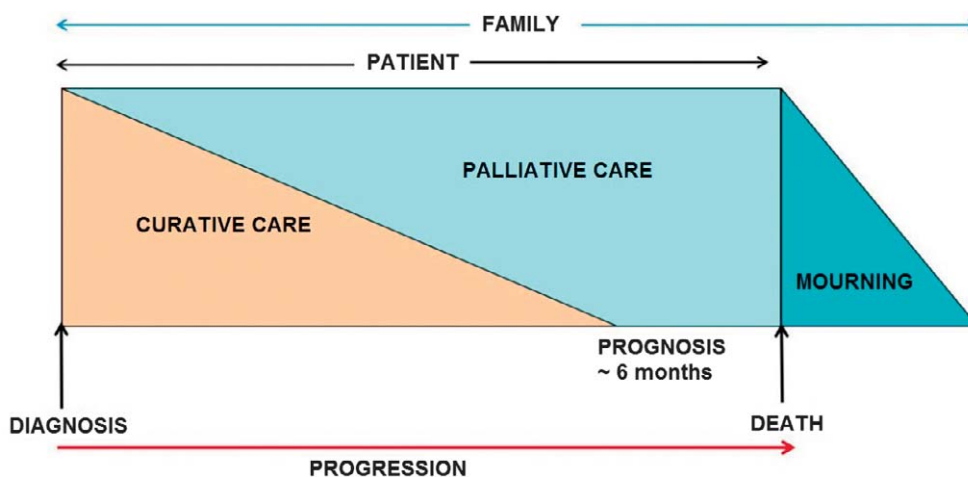 FAMILY
PATIENT
PALLIATIVE CARE
CURATIVE CARE
MOURNING
PROGNOSIS
~ 6 months
DIAGNOSIS
DEATH
PROGRESSION